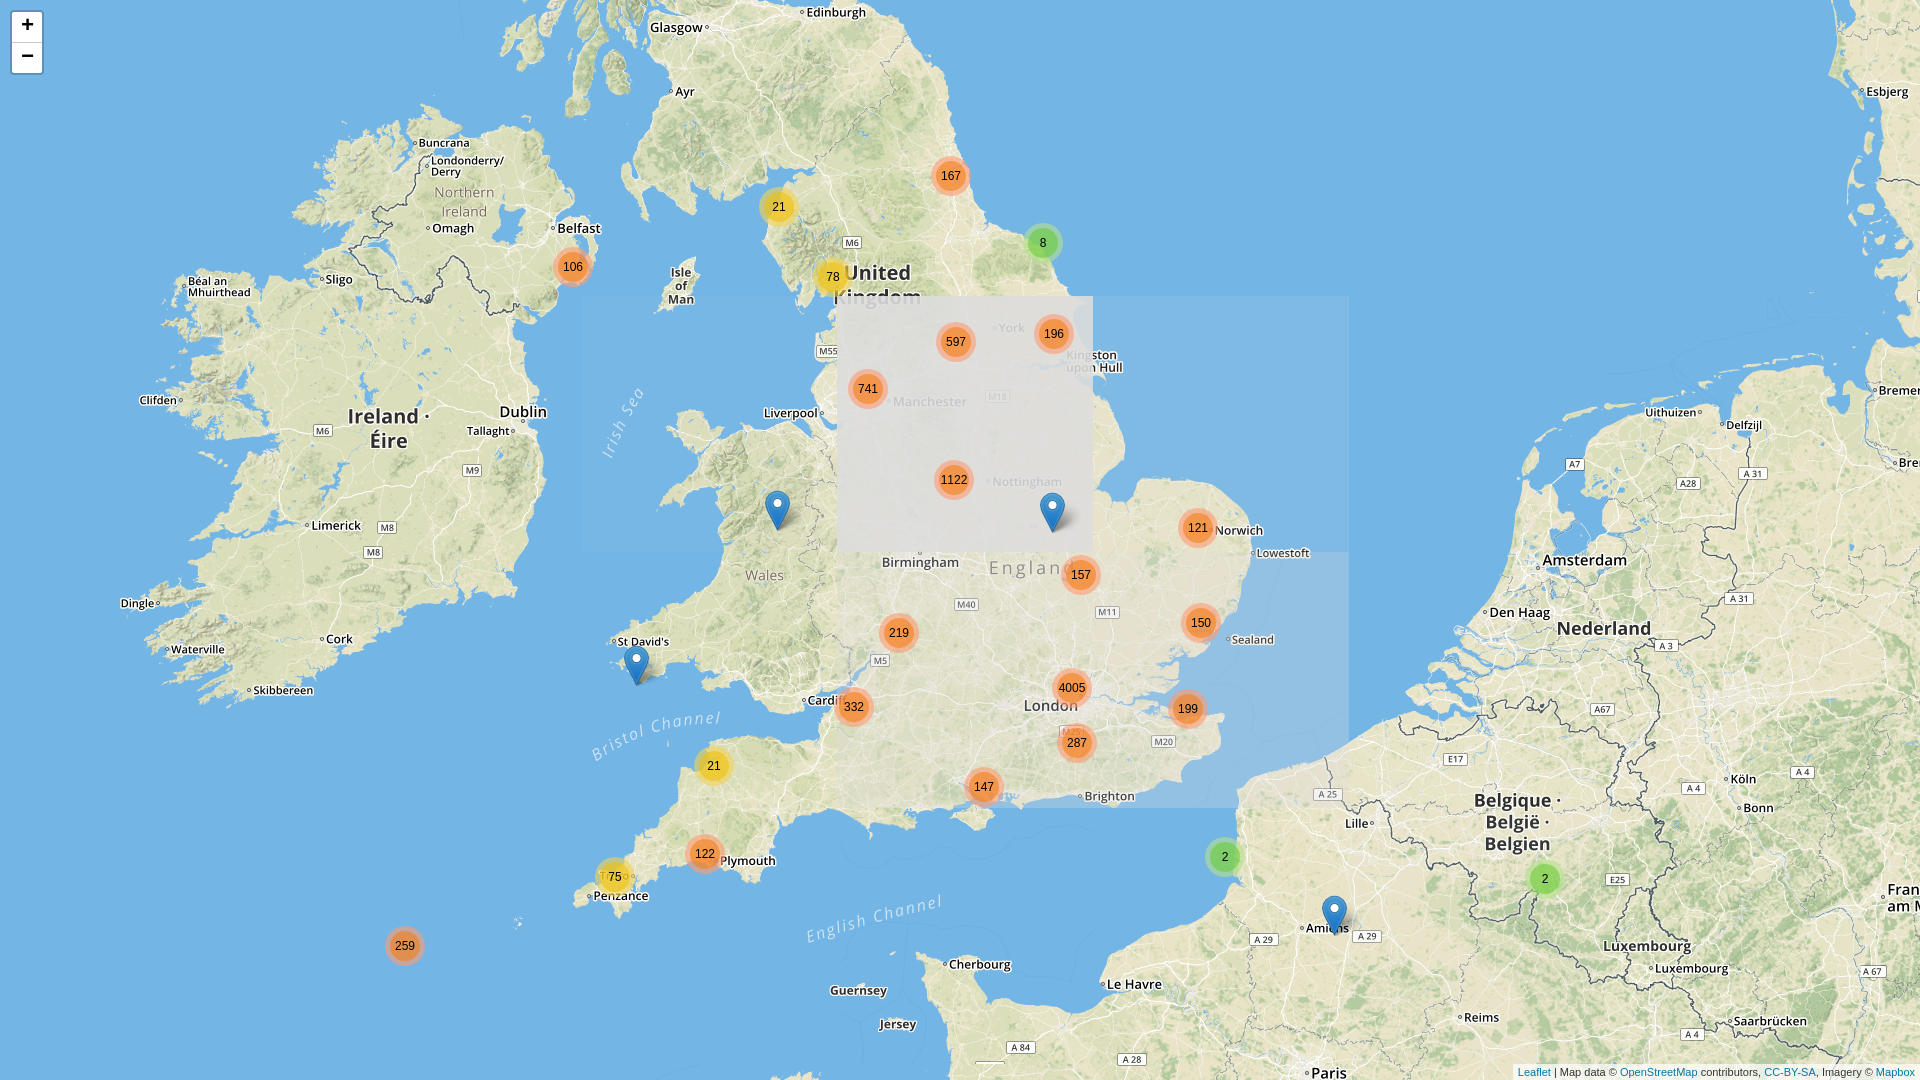 +
−
Edinburgh
Glasgow
Ayr
Esbjerg
Buncrana
Londonderry/
Derry
Northern
Ireland
Omagh
Belfast
167
21
8
M6
106
78
United
Kingdom
Isle
of
Man
Béal an
Mhuirthead
Sligo
597
York
196
M55
Kingston
upon Hull
741
Manchester
M18
Clifden
Ireland ·
Éire
Dublin
Tallaght
M6
M9
Liverpool
Irish Sea
Uithuizen
Delfzijl
A7
A 31
A28
1122
Nottingham
121
Norwich
Lowestoft
Limerick
M8
M8
Birmingham
England
157
Wales
Amsterdam
Dingle
M40
M11
Den Haag
A 31
Nederland
219
150
Sealand
Cork
Waterville
St David's
M5
A 3
Skibbereen
4005
London
332
199
A67
Bristol Channel
M20
287
E17
21
147
Brighton
A 25
Köln
A 4
A 4
Bonn
Belgique ·
België ·
Belgien
Lille
122
Plymouth
2
2
E25
75
Penzance
English Channel
259
Amiens
A 29
A 29
Luxembourg
Luxembourg
A 67
Cherbourg
Guernsey
Le Havre
Jersey
Reims
Saarbrücken
A 84
A 28
A 4
Paris
Leaflet | Map data © OpenStreetMap contributors, CC-BY-SA, Imagery © Mapbox